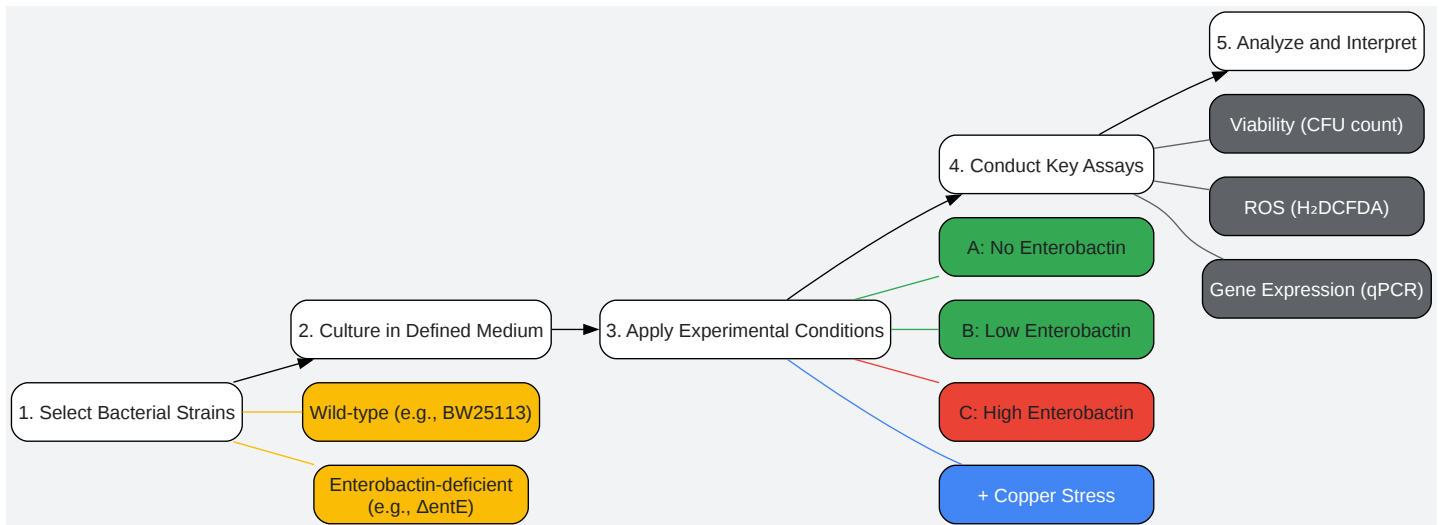 1. Select Bacterial Strains
Wild-type (e.g., BW25113)
Enterobactin-deficient
(e.g., ΔentE)
2. Culture in Defined Medium
3. Apply Experimental Conditions
A: No Enterobactin
B: Low Enterobactin
C: High Enterobactin
+ Copper Stress
4. Conduct Key Assays
Viability (CFU count)
ROS (H₂DCFDA)
Gene Expression (qPCR)
5. Analyze and Interpret